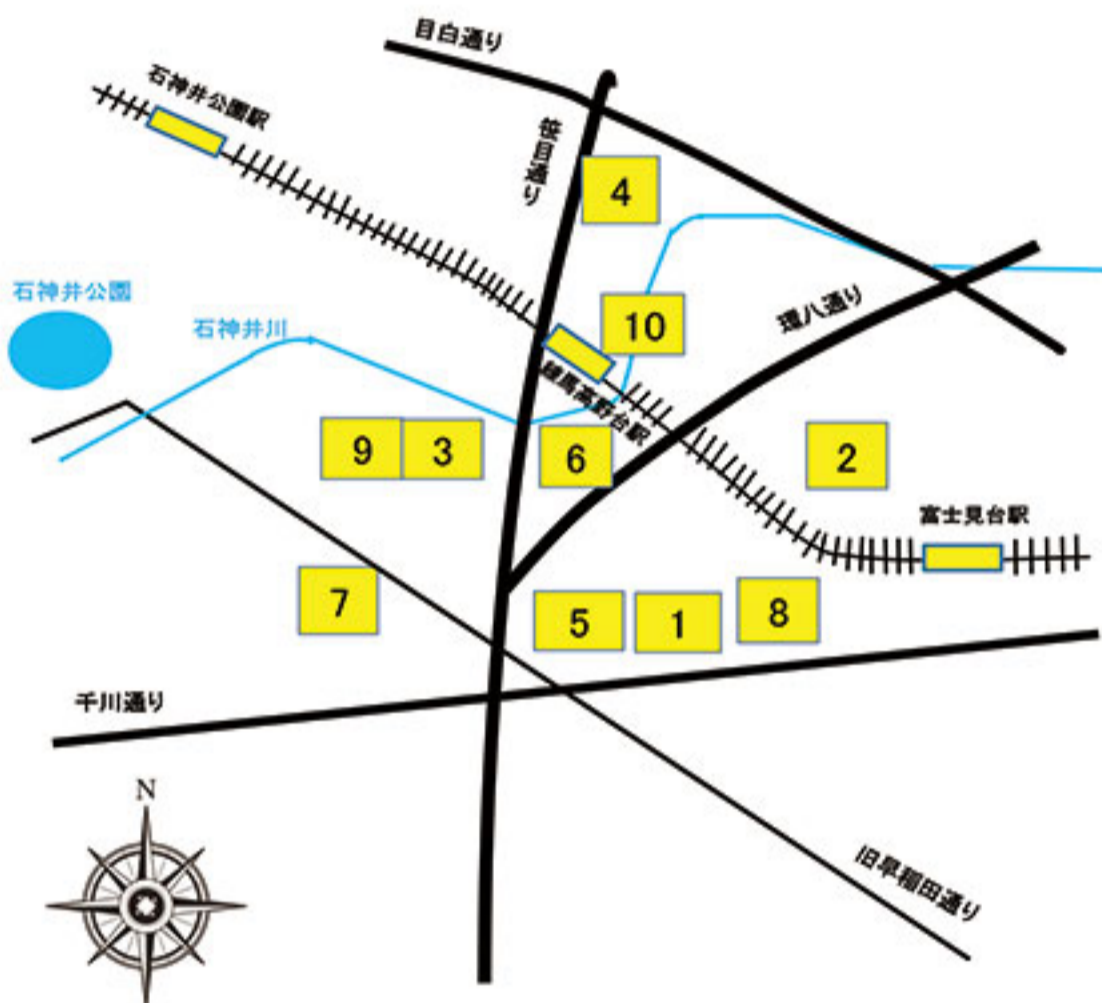 目白通り
石神井公園駅
笹目通り
4
石神井公園
石神井川
10
環八通り
練馬高野台駅
9
3
6
2
富士見台駅
7
5
1
8
千川通り
N
旧早稲田通り